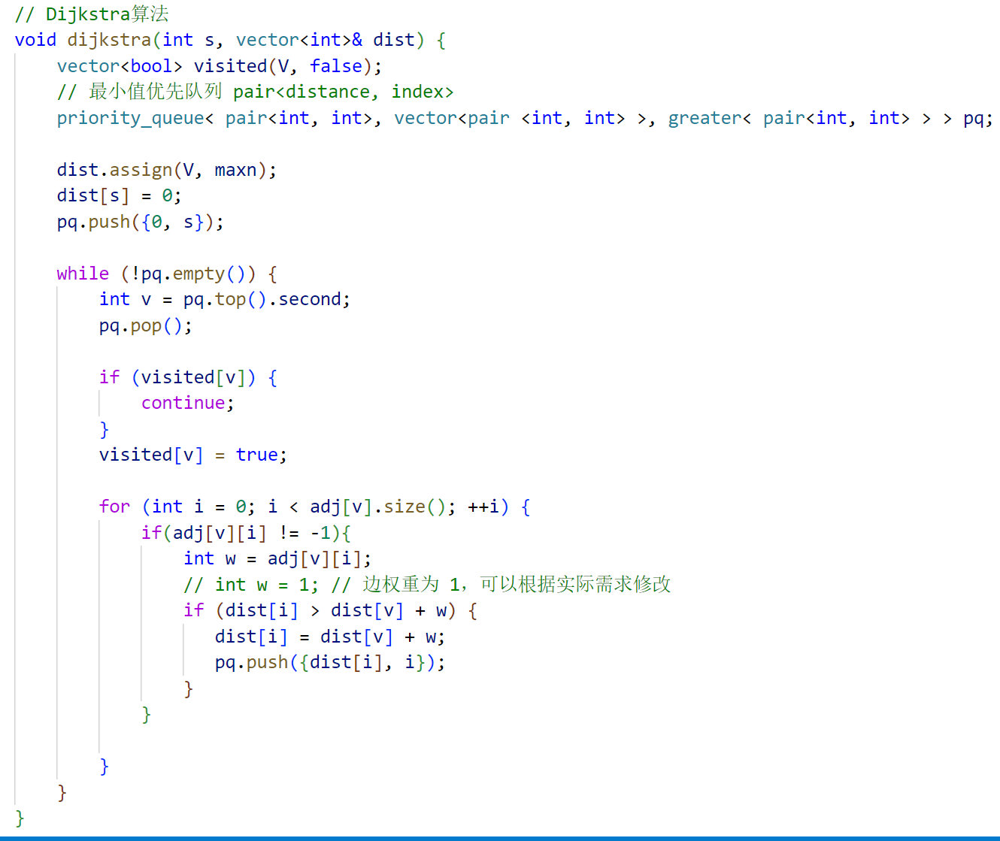 // Dijkstra算法
void dijkstra(int s, vector<int>& dist) {
    vector<bool> visited(V, false);
    // 最小值优先队列 pair<distance, index>
    priority_queue< pair<int, int>, vector<pair <int, int> >, greater< pair<int, int> > > pq;

    dist.assign(V, maxn);
    dist[s] = 0;
    pq.push({0, s});

    while (!pq.empty()) {
        int v = pq.top().second;
        pq.pop();

        if (visited[v]) {
            continue;
        }
        visited[v] = true;

        for (int i = 0; i < adj[v].size(); ++i) {
            if(adj[v][i] != -1){
                int w = adj[v][i];
                // int w = 1; // 边权重为 1，可以根据实际需求修改
                if (dist[i] > dist[v] + w) {
                   dist[i] = dist[v] + w;
                   pq.push({dist[i], i});
                }
            }

        }
    }
}